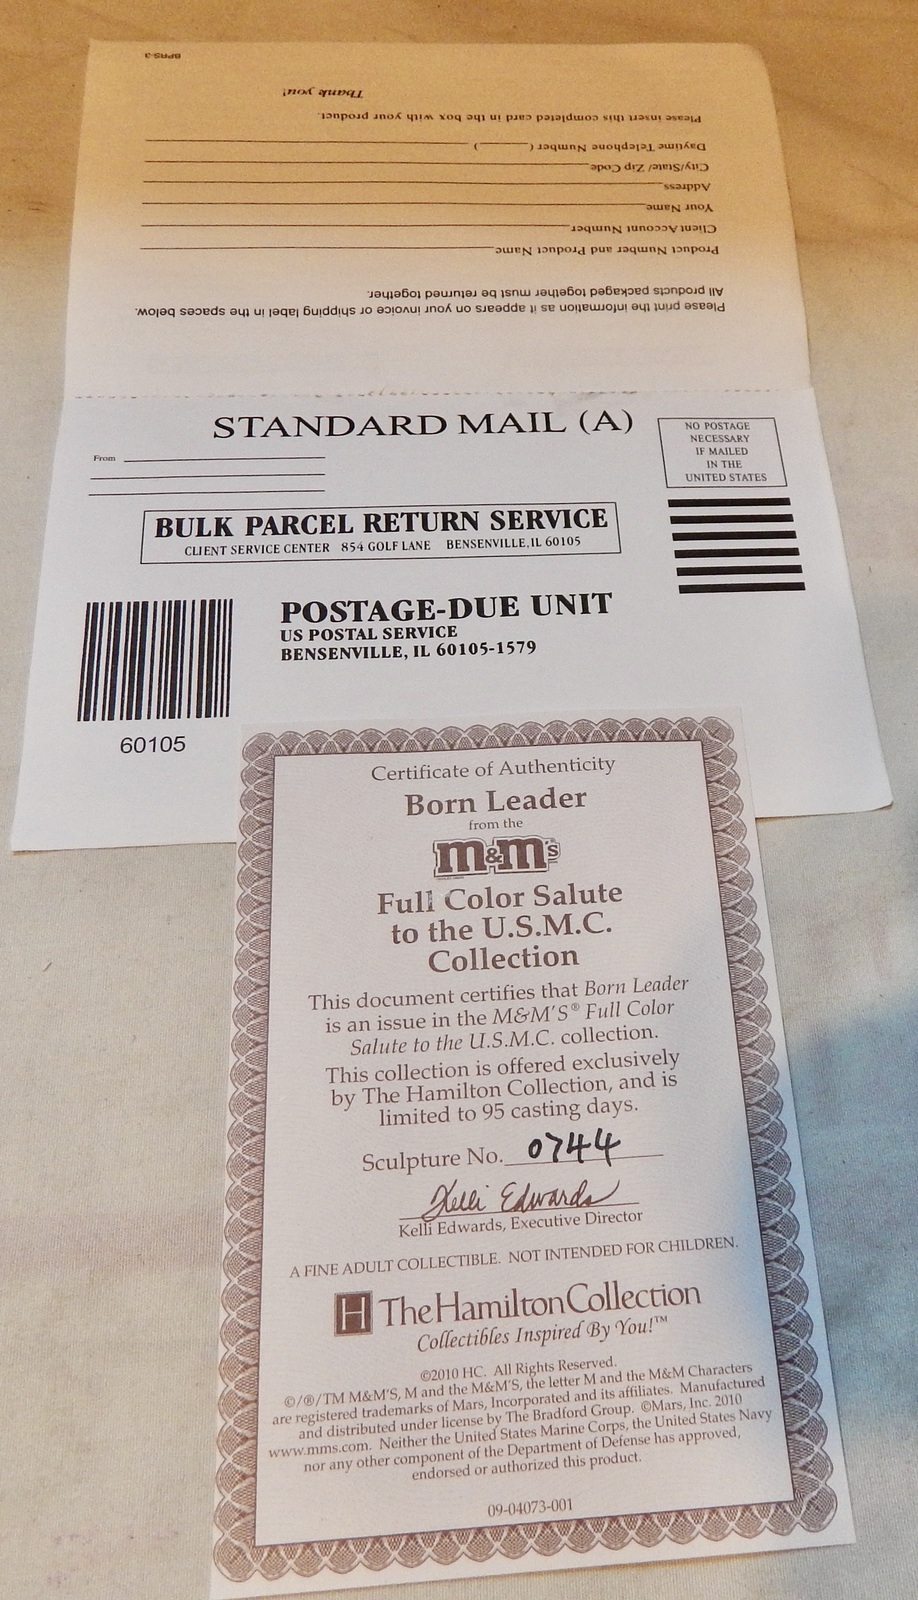 BPRS-3
Thank you!
Please insert this completed card in the box with your product.
Daytime Telephone Number ( )
City/State/ Zip Code
Address
Your Name
Client Account Number
Product Number and Product Name
All products packaged together must be returned together.
Please print the information as it appears on your invoice or shipping label in the spaces below.
STANDARD MAIL (A)
NO POSTAGE
NECESSARY
IF MAILED
IN THE
UNITED STATES
From
BULK PARCEL RETURN SERVICE
CLIENT SERVICE CENTER 854 GOLF LANE BENSENVILLE, IL 60105
POSTAGE-DUE UNIT
US POSTAL SERVICE
BENSENVILLE, IL 60105-1579
60105
Certificate of Authenticity
Born Leader
from the
m&m's
Full Color Salute
to the U.S.M.C.
Collection
This document certifies that Born Leader
is an issue in the M&M'S® Full Color
Salute to the U.S.M.C. collection.
This collection is offered exclusively
by The Hamilton Collection, and is
limited to 95 casting days.
Sculpture No. 0744
Kelli Edwards
Kelli Edwards, Executive Director
A FINE ADULT COLLECTIBLE. NOT INTENDED FOR CHILDREN.
H The Hamilton Collection
Collectibles Inspired By You!™
©2010 HC. All Rights Reserved.
©/®/TM M&M'S, M and the M&M'S, the letter M and the M&M Characters
are registered trademarks of Mars, Incorporated and its affiliates. Manufactured
and distributed under license by The Bradford Group. ©Mars, Inc. 2010
www.mms.com. Neither the United States Marine Corps, the United States Navy
nor any other component of the Department of Defense has approved,
endorsed or authorized this product.
09-04073-001